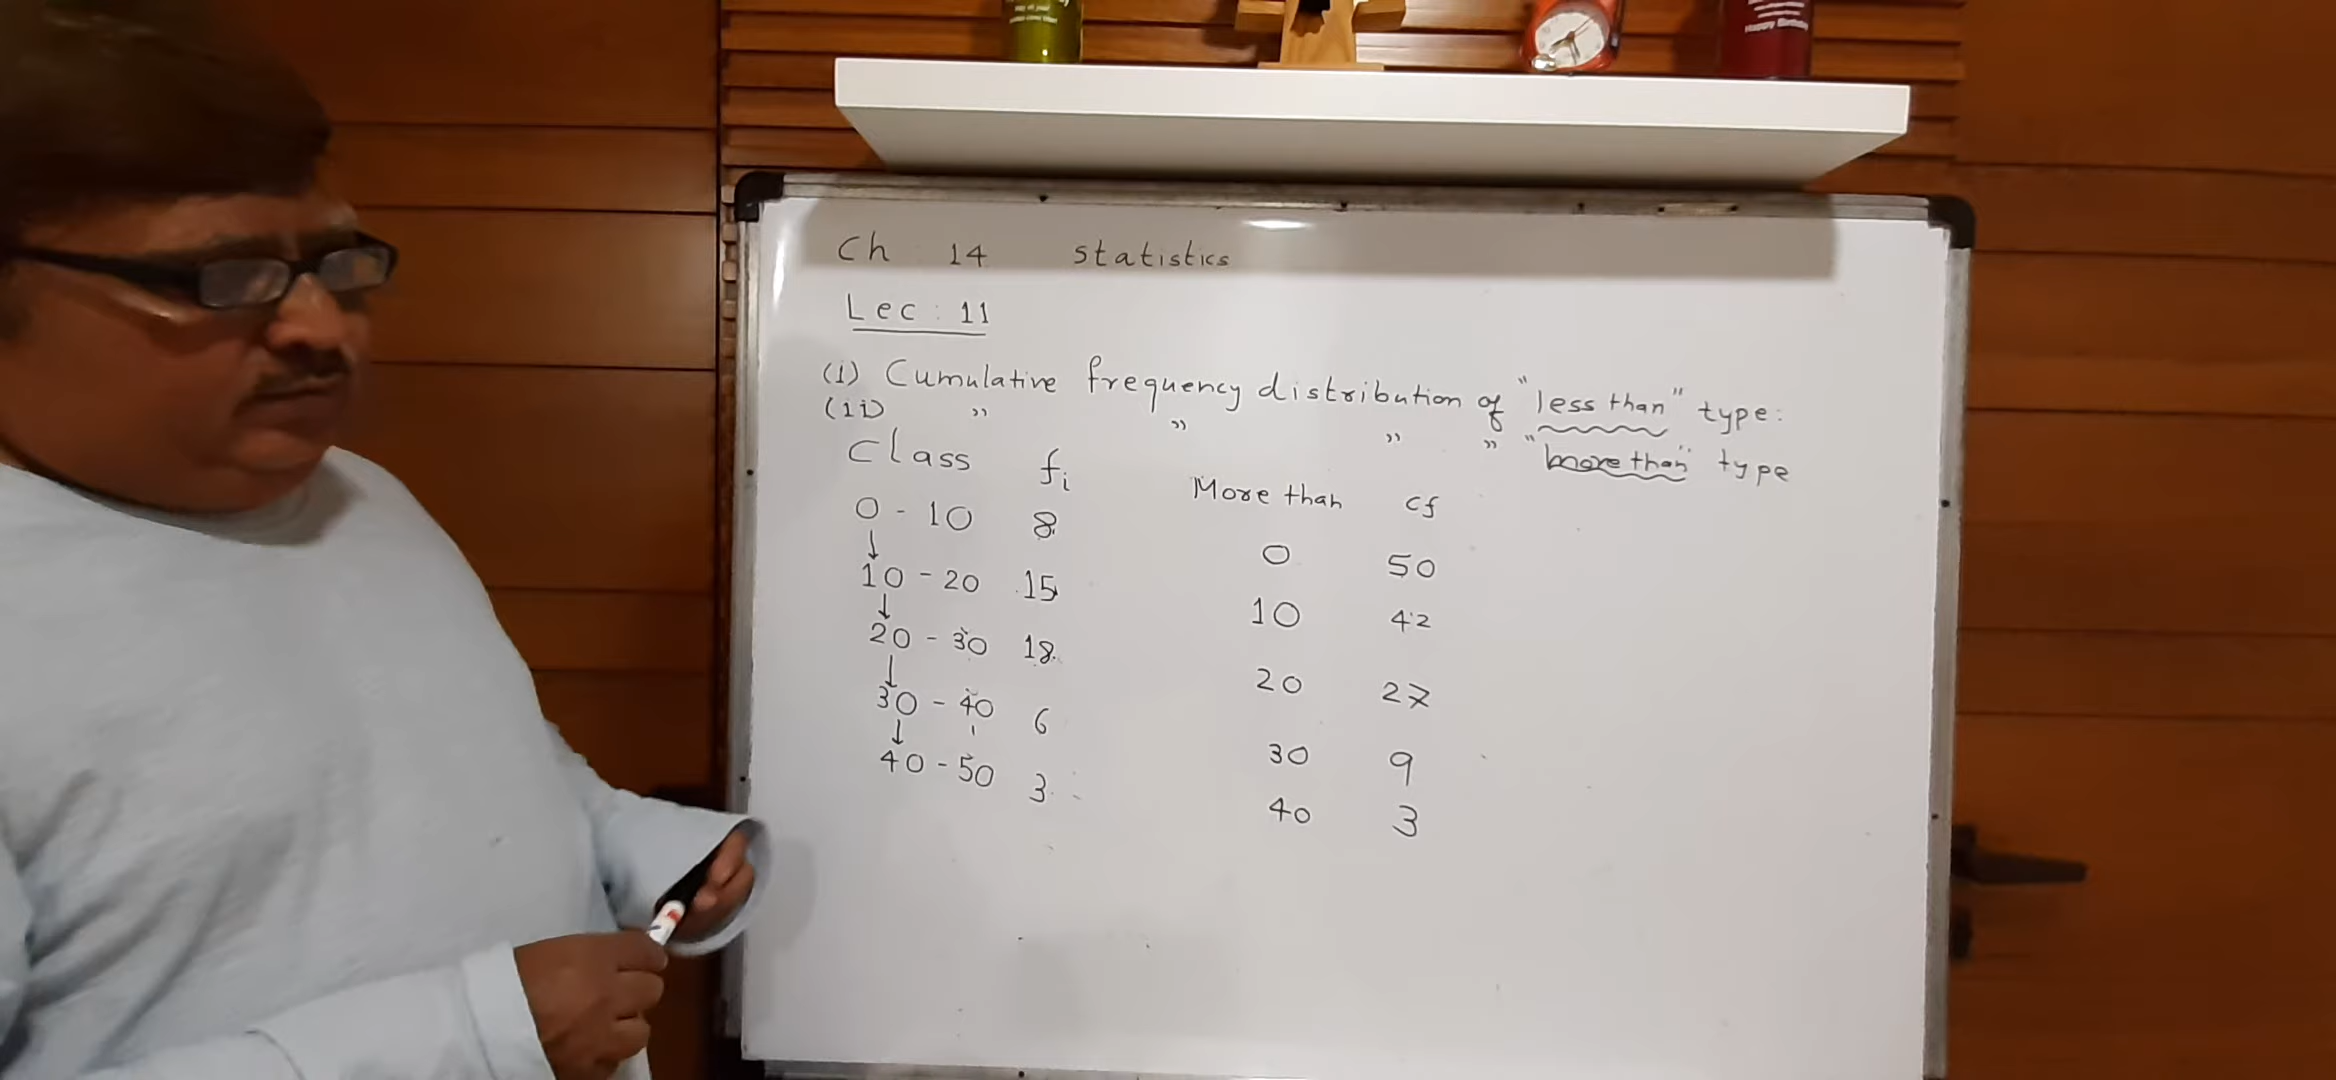 Ch 14 statistics
Lec : 11
(i) Cumulative frequency distribution of "less than" type:
(ii) " " " " "more than" type
Class fi
More than cf
0 - 10 8
0 50
10 - 20 15
10 42
20 - 30 18
20 27
30 - 40 6
30 9
40 - 50 3
40 3